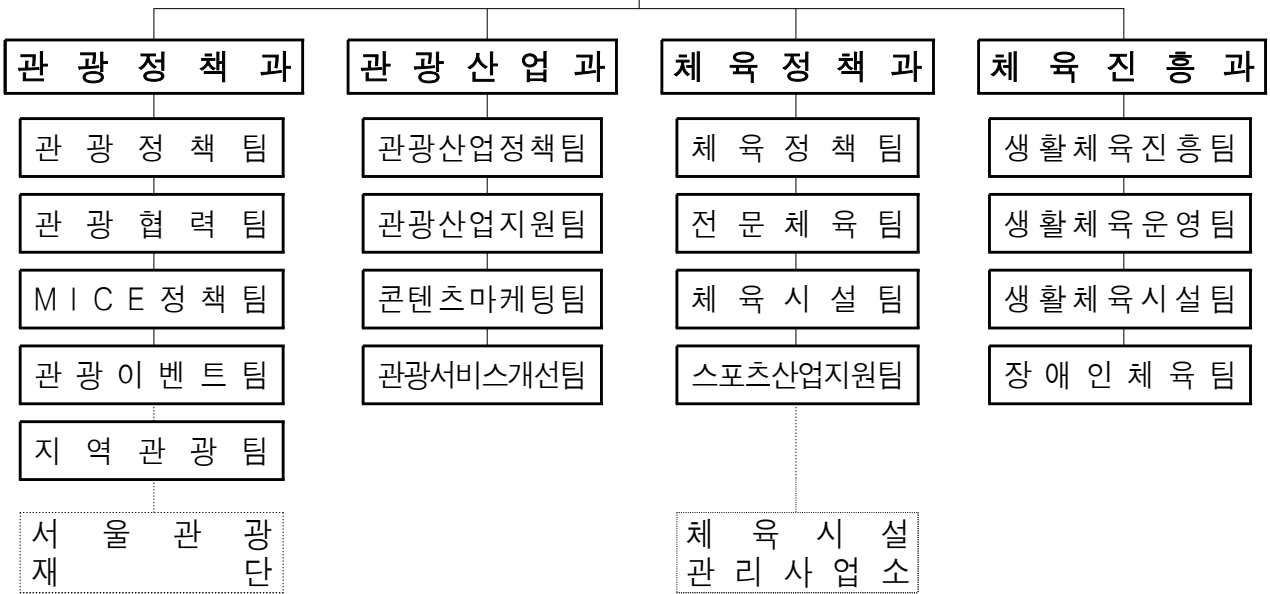 관광정책과
관광정책팀
관광협력팀
MICE정책팀
관광이벤트팀
지역관광팀
서울관광
재단
관광산업과
관광산업정책팀
관광산업지원팀
콘텐츠마케팅팀
관광서비스개선팀
체육정책과
체육정책팀
전문체육팀
체육시설팀
스포츠산업지원팀
체육시설
관리사업소
체육진흥과
생활체육진흥팀
생활체육운영팀
생활체육시설팀
장애인체육팀